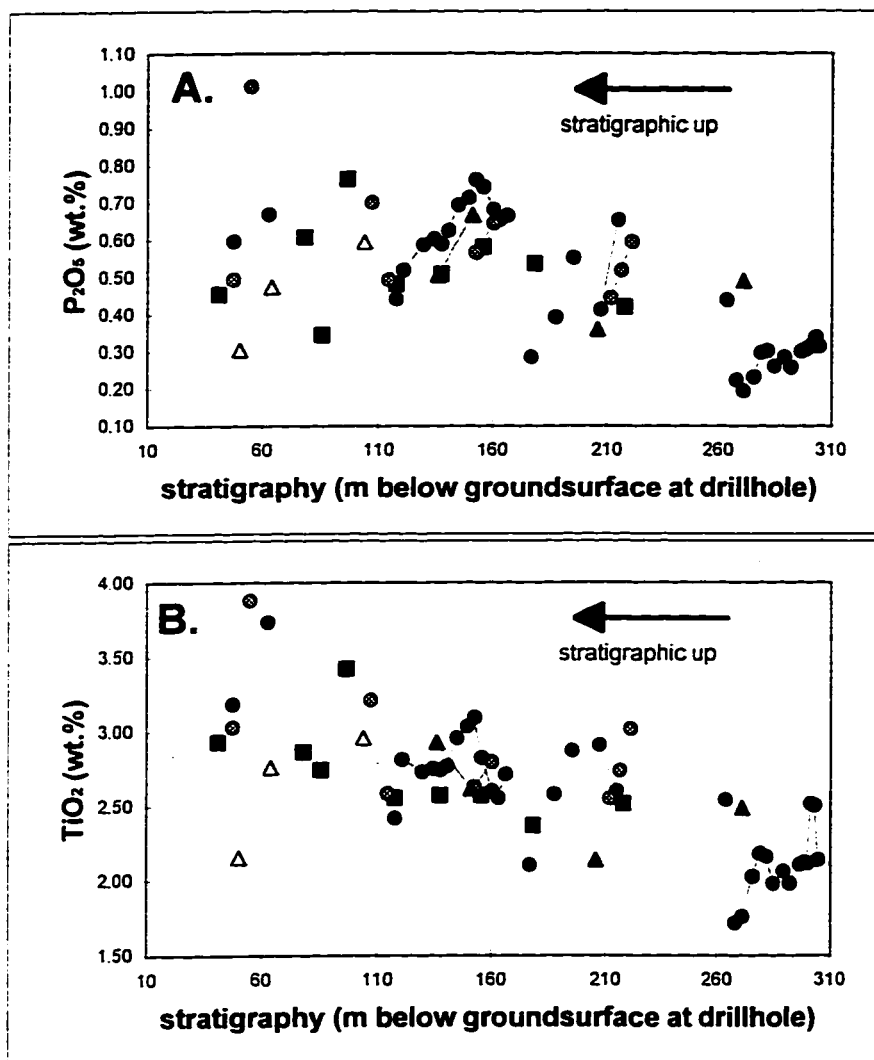 A.
stratigraphic up
P₂O₅ (wt.%)
1.10
1.00
0.90
0.80
0.70
0.60
0.50
0.40
0.30
0.20
0.10
10 60 110 160 210 260 310
stratigraphy (m below groundsurface at drillhole)
B.
stratigraphic up
TiO₂ (wt.%)
4.00
3.50
3.00
2.50
2.00
1.50
10 60 110 160 210 260 310
stratigraphy (m below groundsurface at drillhole)